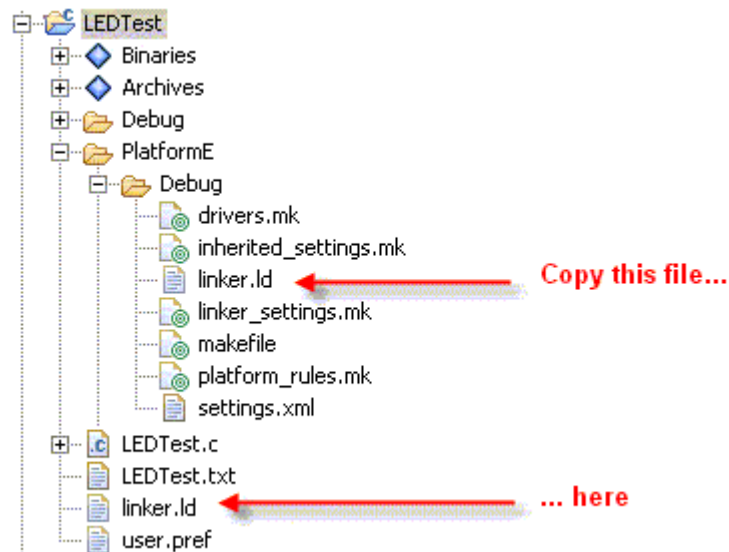 LEDTest
Binaries
Archives
Debug
PlatformE
Debug
drivers.mk
inherited_settings.mk
linker.ld Copy this file...
linker_settings.mk
makefile
platform_rules.mk
settings.xml
LEDTest.c
LEDTest.txt
linker.ld ... here
user.pref